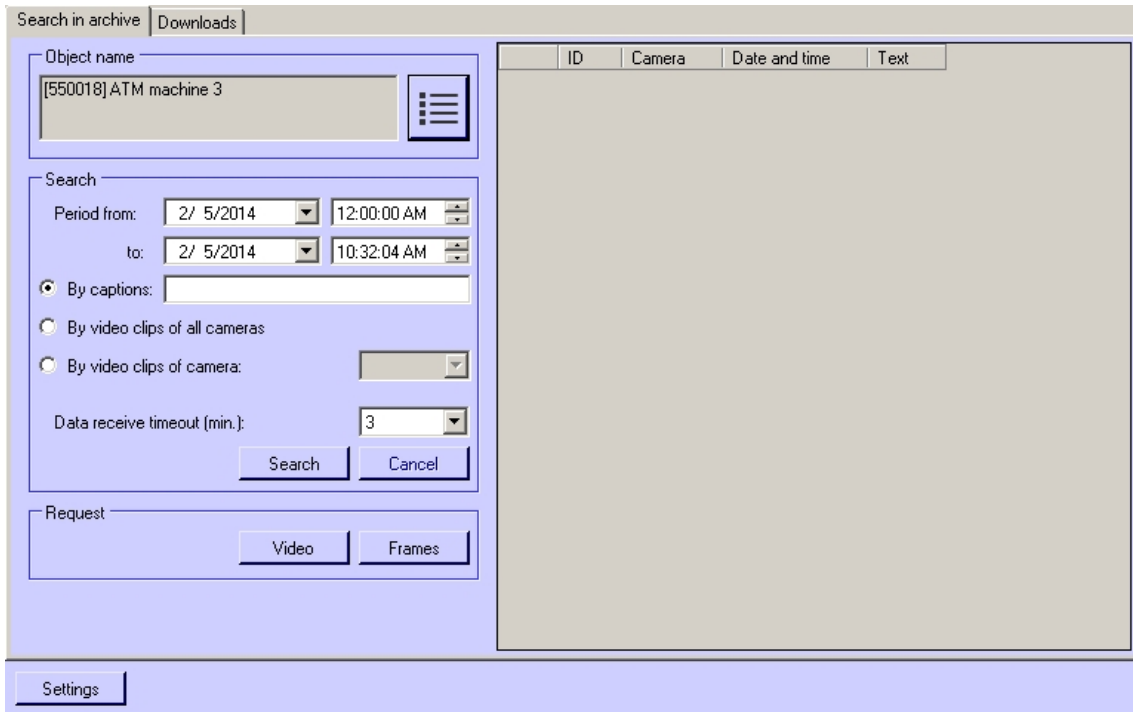 Search in archive
Downloads
Object name
[550018] ATM machine 3
ID Camera Date and time Text
Search
Period from: 2/ 5/2014 12:00:00 AM
to: 2/ 5/2014 10:32:04 AM
By captions:
By video clips of all cameras
By video clips of camera:
Data receive timeout (min.): 3
Search Cancel
Request
Video Frames
Settings